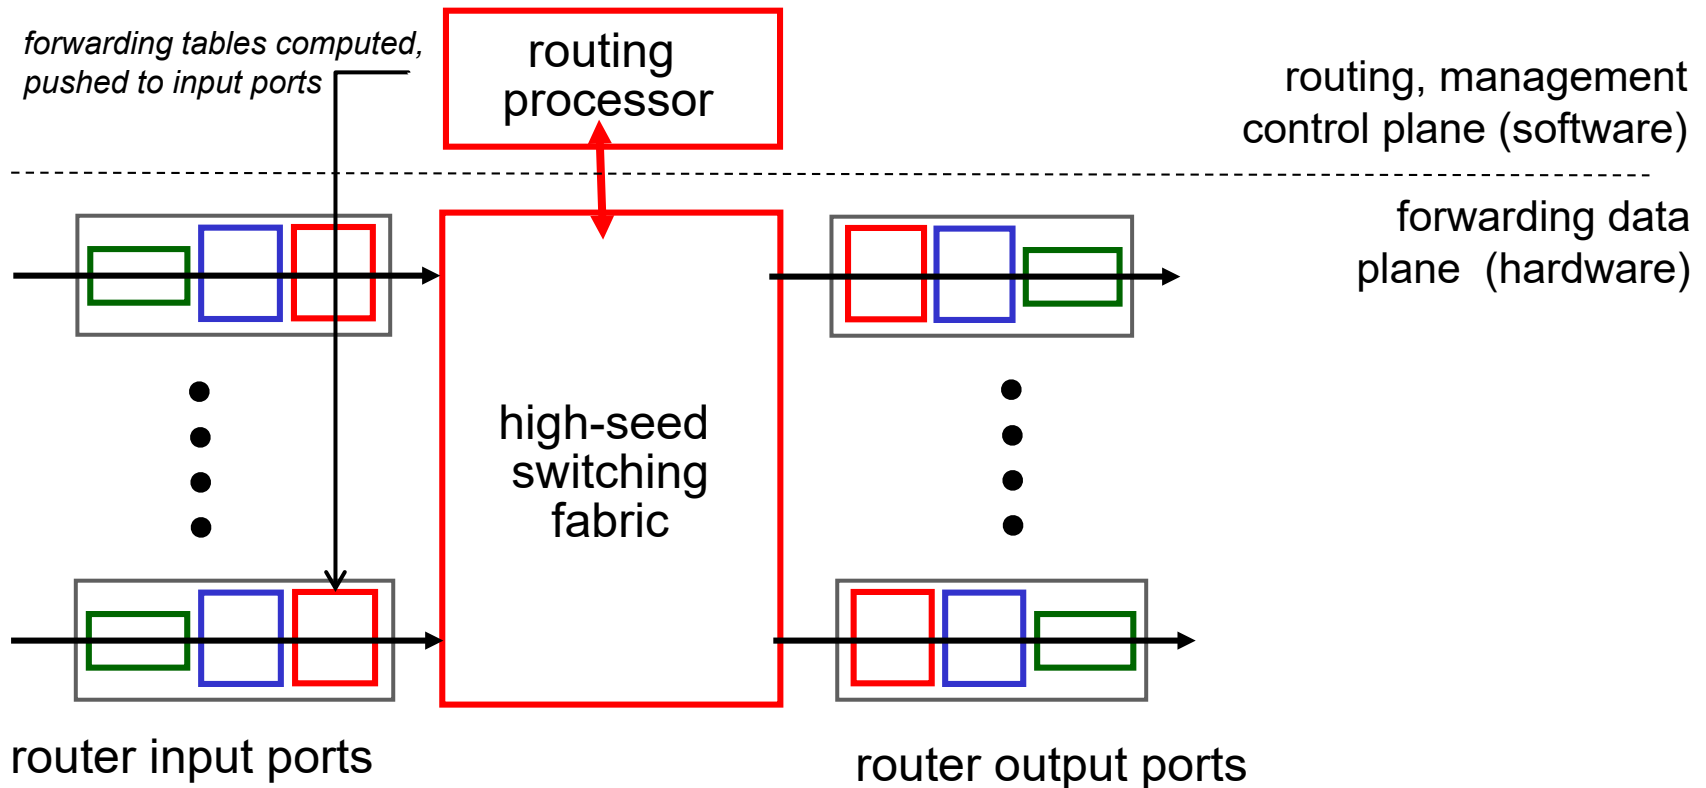 forwarding tables computed,
pushed to input ports
routing
processor
routing, management
control plane (software)
forwarding data
plane (hardware)
high-seed
switching
fabric
router input ports
router output ports